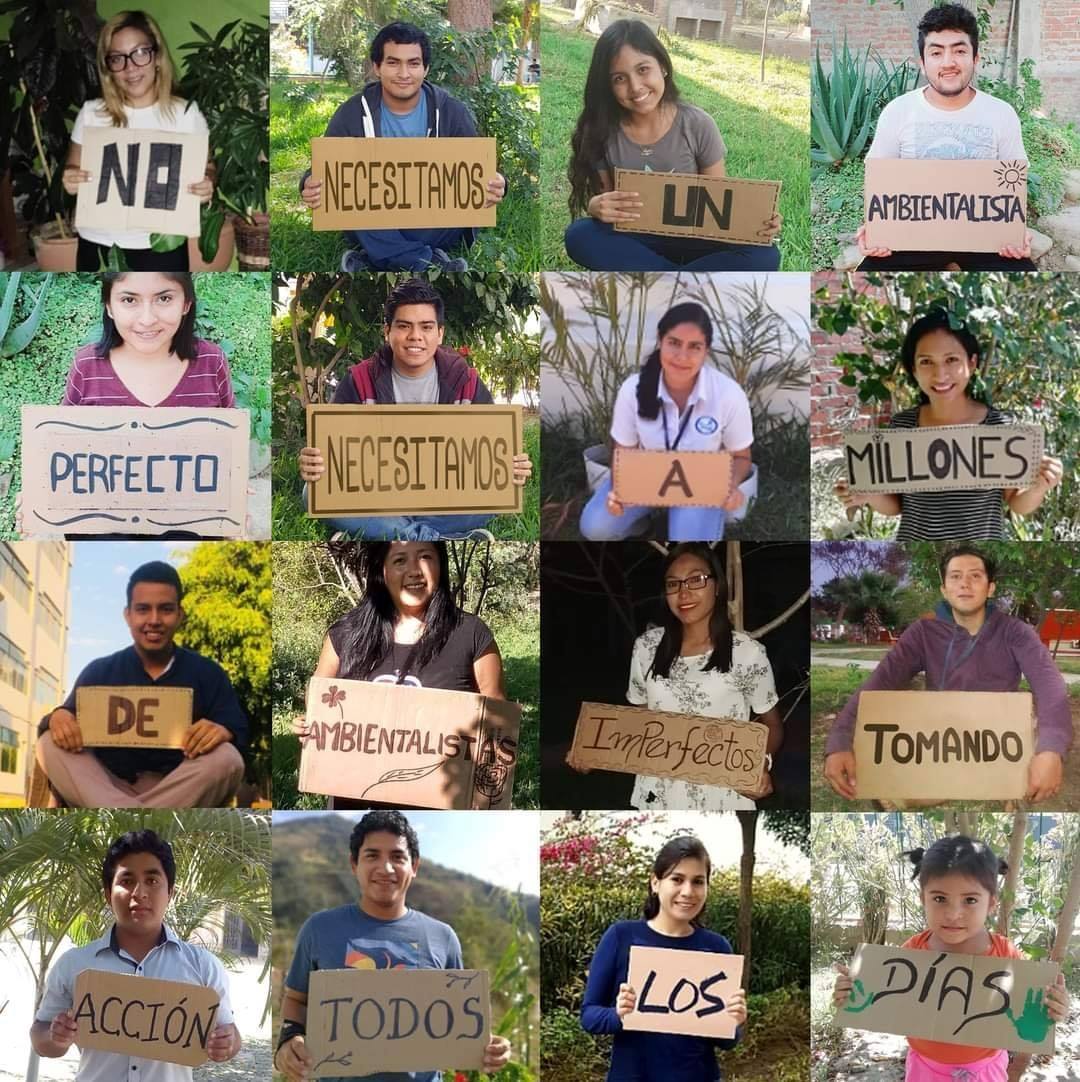 NO
NECESITAMOS
UN
AMBIENTALISTA
PERFECTO
NECESITAMOS
A
MILLONES
DE
AMBIENTALISTAS
ImPerfectos
TOMANDO
ACCIÓN
TODOS
LOS
DÍAS